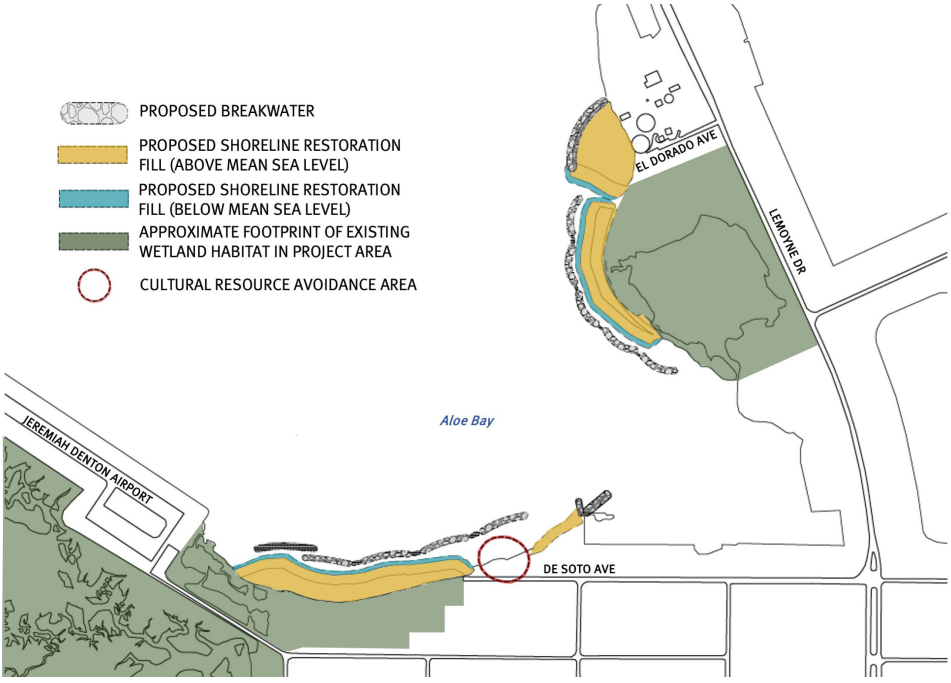 PROPOSED BREAKWATER
PROPOSED SHORELINE RESTORATION
FILL (ABOVE MEAN SEA LEVEL)
PROPOSED SHORELINE RESTORATION
FILL (BELOW MEAN SEA LEVEL)
APPROXIMATE FOOTPRINT OF EXISTING
WETLAND HABITAT IN PROJECT AREA
CULTURAL RESOURCE AVOIDANCE AREA
EL DORADO AVE
LEMOYNE DR
Aloe Bay
JEREMIAH DENTON AIRPORT
DE SOTO AVE